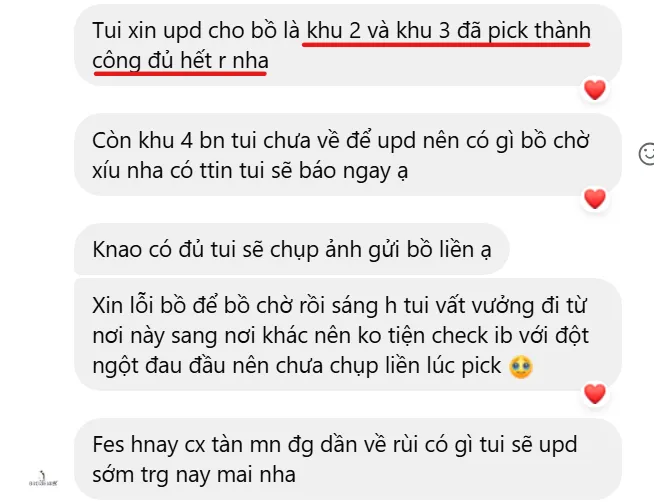 Tui xin upd cho bồ là khu 2 và khu 3 đã pick thành
công đủ hết r nha
Còn khu 4 bn tui chưa về để upd nên có gì bồ chờ
xíu nha có ttin tui sẽ báo ngay ạ
Knao có đủ tui sẽ chụp ảnh gửi bồ liền ạ
Xin lỗi bồ để bồ chờ rồi sáng h tui vất vưởng đi từ
nơi này sang nơi khác nên ko tiện check ib với đột
ngột đau đầu nên chưa chụp liền lúc pick 🥹
Fes hnay cx tàn mn đg dần về rùi có gì tui sẽ upd
sớm trg nay mai nha